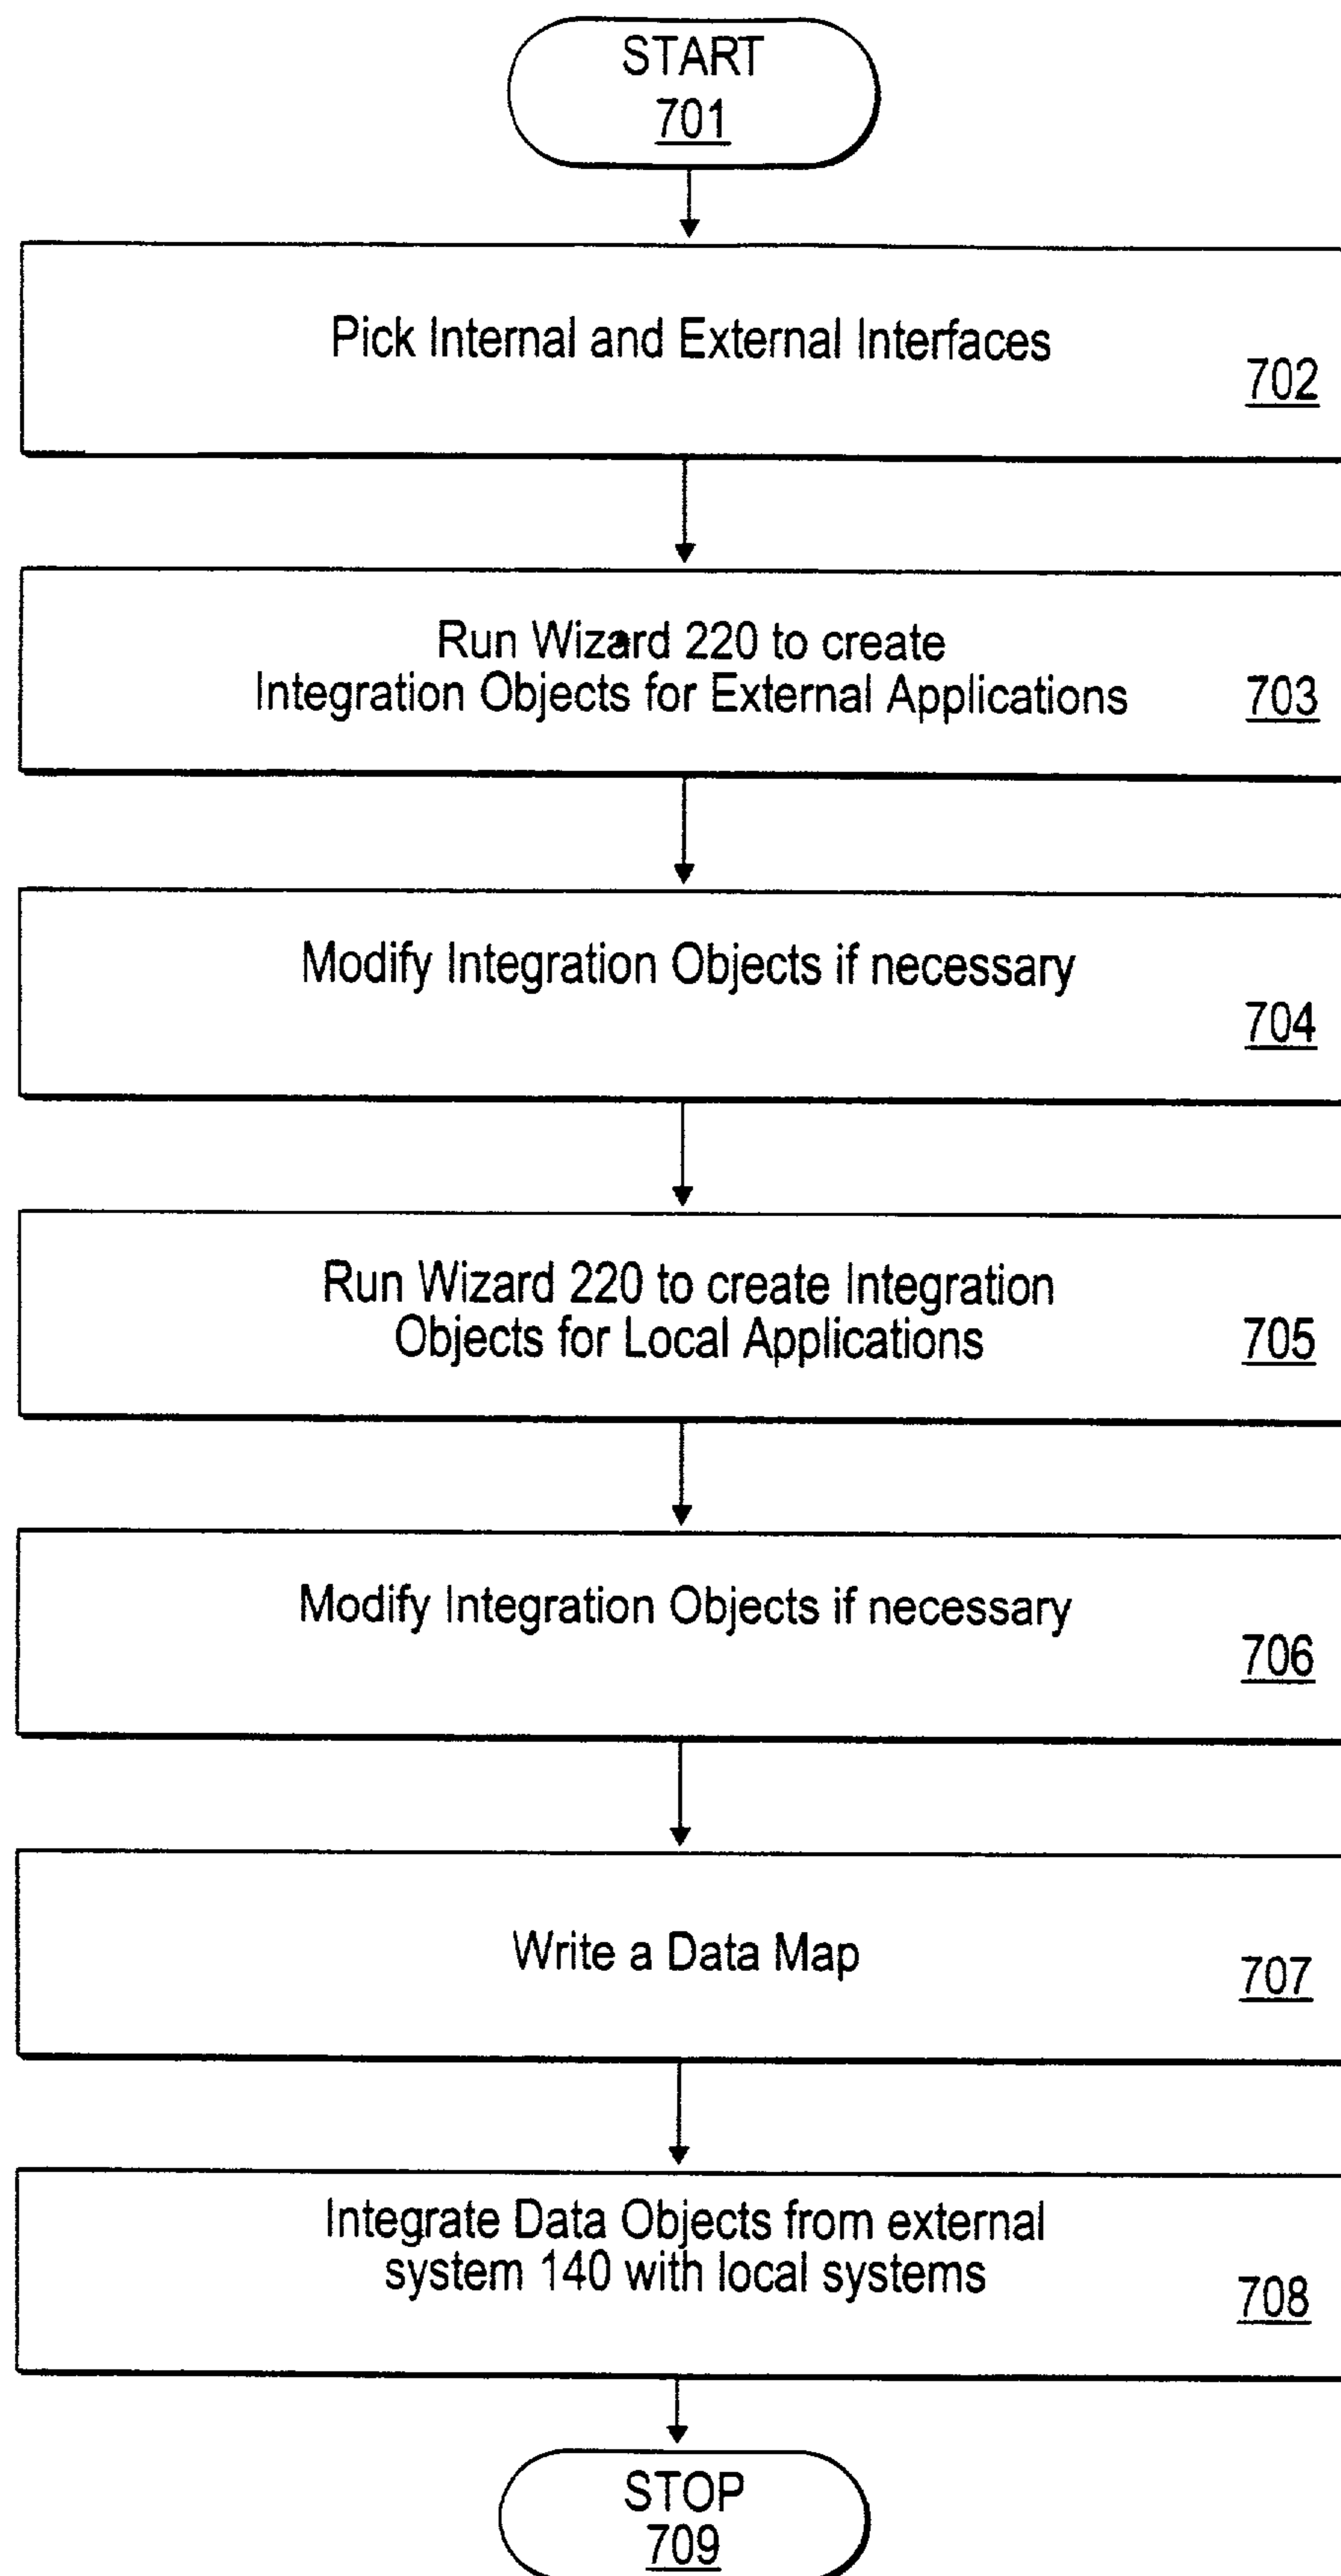 START
701
Pick Internal and External Interfaces
702
Run Wizard 220 to create
Integration Objects for External Applications
703
Modify Integration Objects if necessary
704
Run Wizard 220 to create Integration
Objects for Local Applications
705
Modify Integration Objects if necessary
706
Write a Data Map
707
Integrate Data Objects from external
system 140 with local systems
708
STOP
709